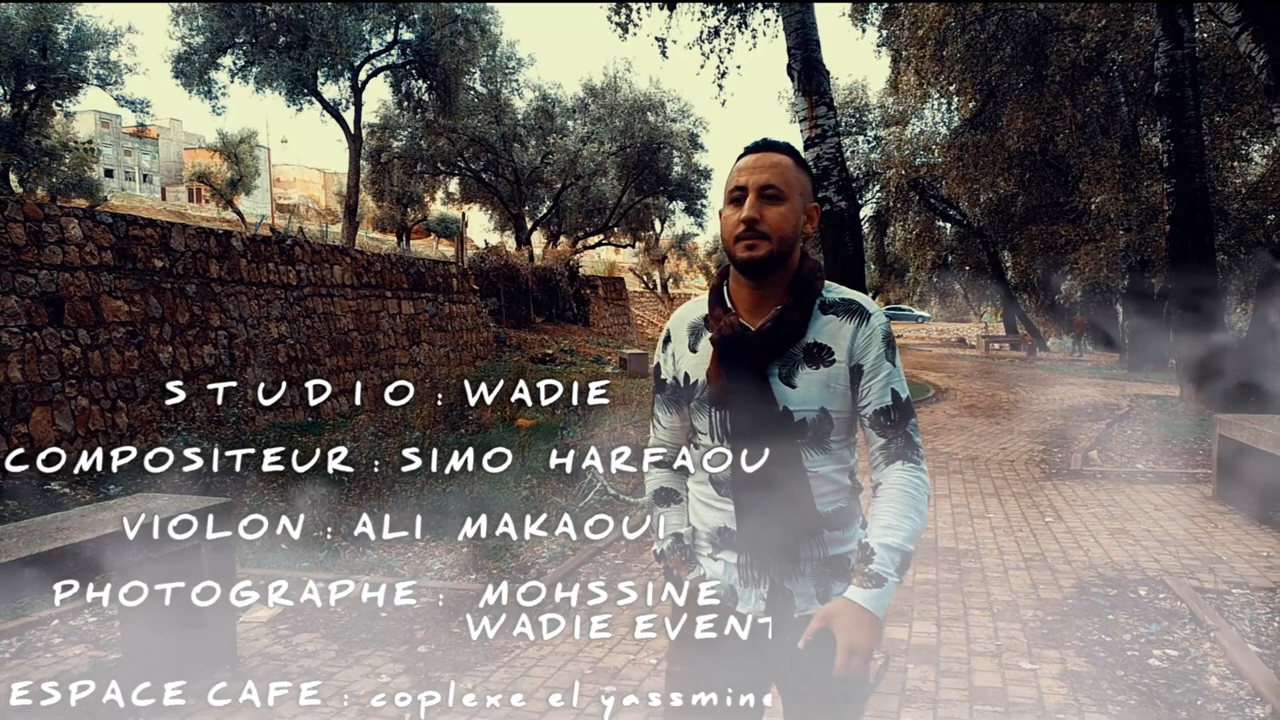 STUDIO : WADIE
COMPOSITEUR : SIMO HARFAOU
VIOLON : ALI MAKAOUI
PHOTOGRAPHE : MOHSSINE
WADIE EVENT
ESPACE CAFE : coplexe el yassmine